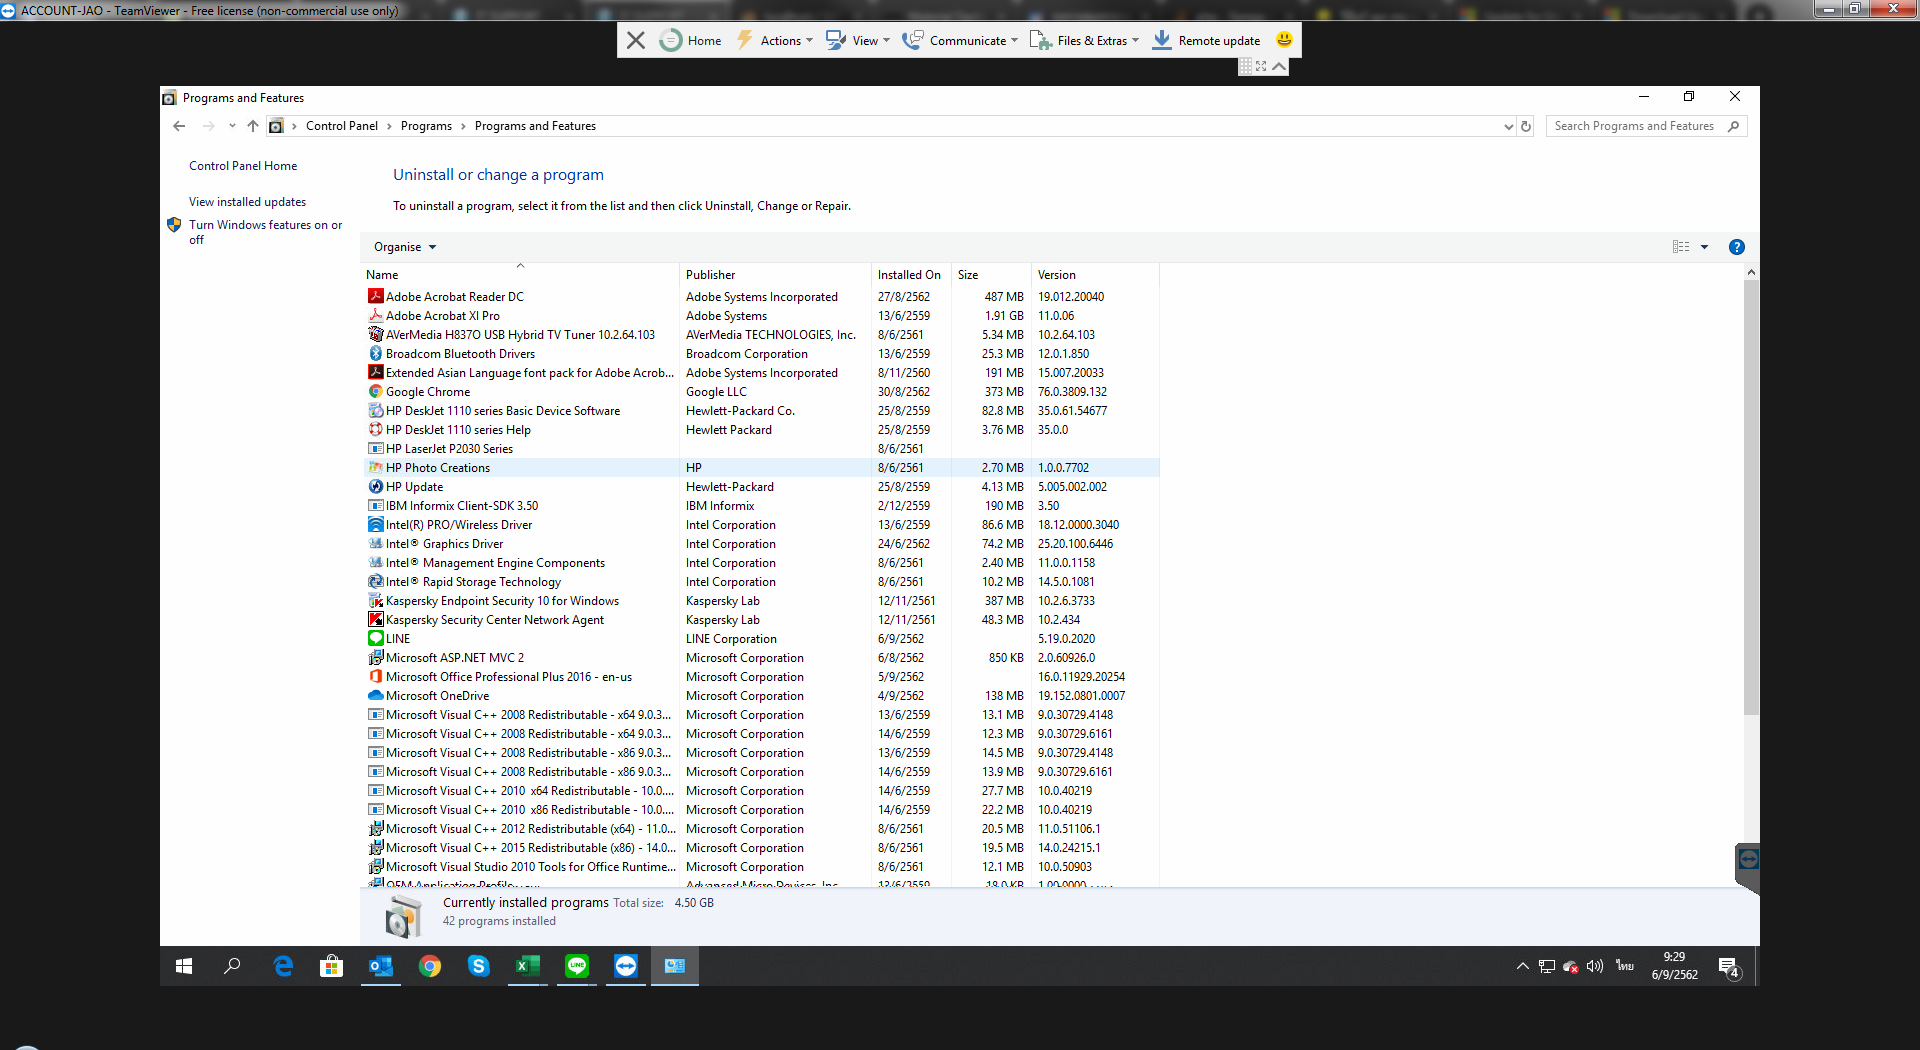 ACCOUNT-JAO - TeamViewer - Free license (non-commercial use only)
Home Actions View Communicate Files & Extras Remote update
Programs and Features
Control Panel Programs Programs and Features
Search Programs and Features
Control Panel Home
View installed updates
Turn Windows features on or
off
Uninstall or change a program
To uninstall a program, select it from the list and then click Uninstall, Change or Repair.
Organise
Name Publisher Installed On Size Version
Adobe Acrobat Reader DC Adobe Systems Incorporated 27/8/2562 487 MB 19.012.20040
Adobe Acrobat XI Pro Adobe Systems 13/6/2559 1.91 GB 11.0.06
AVerMedia H837O USB Hybrid TV Tuner 10.2.64.103 AVerMedia TECHNOLOGIES, Inc. 8/6/2561 5.34 MB 10.2.64.103
Broadcom Bluetooth Drivers Broadcom Corporation 13/6/2559 25.3 MB 12.0.1.850
Extended Asian Language font pack for Adobe Acrob... Adobe Systems Incorporated 8/11/2560 191 MB 15.007.20033
Google Chrome Google LLC 30/8/2562 373 MB 76.0.3809.132
HP DeskJet 1110 series Basic Device Software Hewlett-Packard Co. 25/8/2559 82.8 MB 35.0.61.54677
HP DeskJet 1110 series Help Hewlett Packard 25/8/2559 3.76 MB 35.0.0
HP LaserJet P2030 Series 8/6/2561
HP Photo Creations HP 8/6/2561 2.70 MB 1.0.0.7702
HP Update Hewlett-Packard 25/8/2559 4.13 MB 5.005.002.002
IBM Informix Client-SDK 3.50 IBM Informix 2/12/2559 190 MB 3.50
Intel(R) PRO/Wireless Driver Intel Corporation 13/6/2559 86.6 MB 18.12.0000.3040
Intel® Graphics Driver Intel Corporation 24/6/2562 74.2 MB 25.20.100.6446
Intel® Management Engine Components Intel Corporation 8/6/2561 2.40 MB 11.0.0.1158
Intel® Rapid Storage Technology Intel Corporation 8/6/2561 10.2 MB 14.5.0.1081
Kaspersky Endpoint Security 10 for Windows Kaspersky Lab 12/11/2561 387 MB 10.2.6.3733
Kaspersky Security Center Network Agent Kaspersky Lab 12/11/2561 48.3 MB 10.2.434
LINE LINE Corporation 6/9/2562 5.19.0.2020
Microsoft ASP.NET MVC 2 Microsoft Corporation 6/8/2562 850 KB 2.0.60926.0
Microsoft Office Professional Plus 2016 - en-us Microsoft Corporation 5/9/2562 16.0.11929.20254
Microsoft OneDrive Microsoft Corporation 4/9/2562 138 MB 19.152.0801.0007
Microsoft Visual C++ 2008 Redistributable - x64 9.0.3... Microsoft Corporation 13/6/2559 13.1 MB 9.0.30729.4148
Microsoft Visual C++ 2008 Redistributable - x64 9.0.3... Microsoft Corporation 14/6/2559 12.3 MB 9.0.30729.6161
Microsoft Visual C++ 2008 Redistributable - x86 9.0.3... Microsoft Corporation 13/6/2559 14.5 MB 9.0.30729.4148
Microsoft Visual C++ 2008 Redistributable - x86 9.0.3... Microsoft Corporation 14/6/2559 13.9 MB 9.0.30729.6161
Microsoft Visual C++ 2010 x64 Redistributable - 10.0.... Microsoft Corporation 14/6/2559 27.7 MB 10.0.40219
Microsoft Visual C++ 2010 x86 Redistributable - 10.0.... Microsoft Corporation 14/6/2559 22.2 MB 10.0.40219
Microsoft Visual C++ 2012 Redistributable (x64) - 11.0... Microsoft Corporation 8/6/2561 20.5 MB 11.0.51106.1
Microsoft Visual C++ 2015 Redistributable (x86) - 14.0... Microsoft Corporation 8/6/2561 19.5 MB 14.0.24215.1
Microsoft Visual Studio 2010 Tools for Office Runtime... Microsoft Corporation 8/6/2561 12.1 MB 10.0.50903
OEM Application Profile Advanced Micro Devices, Inc. 13/6/2559 18.0 KB 1.00.0000
Currently installed programs Total size: 4.50 GB
42 programs installed
LINE
ไทย
9:29
6/9/2562
4